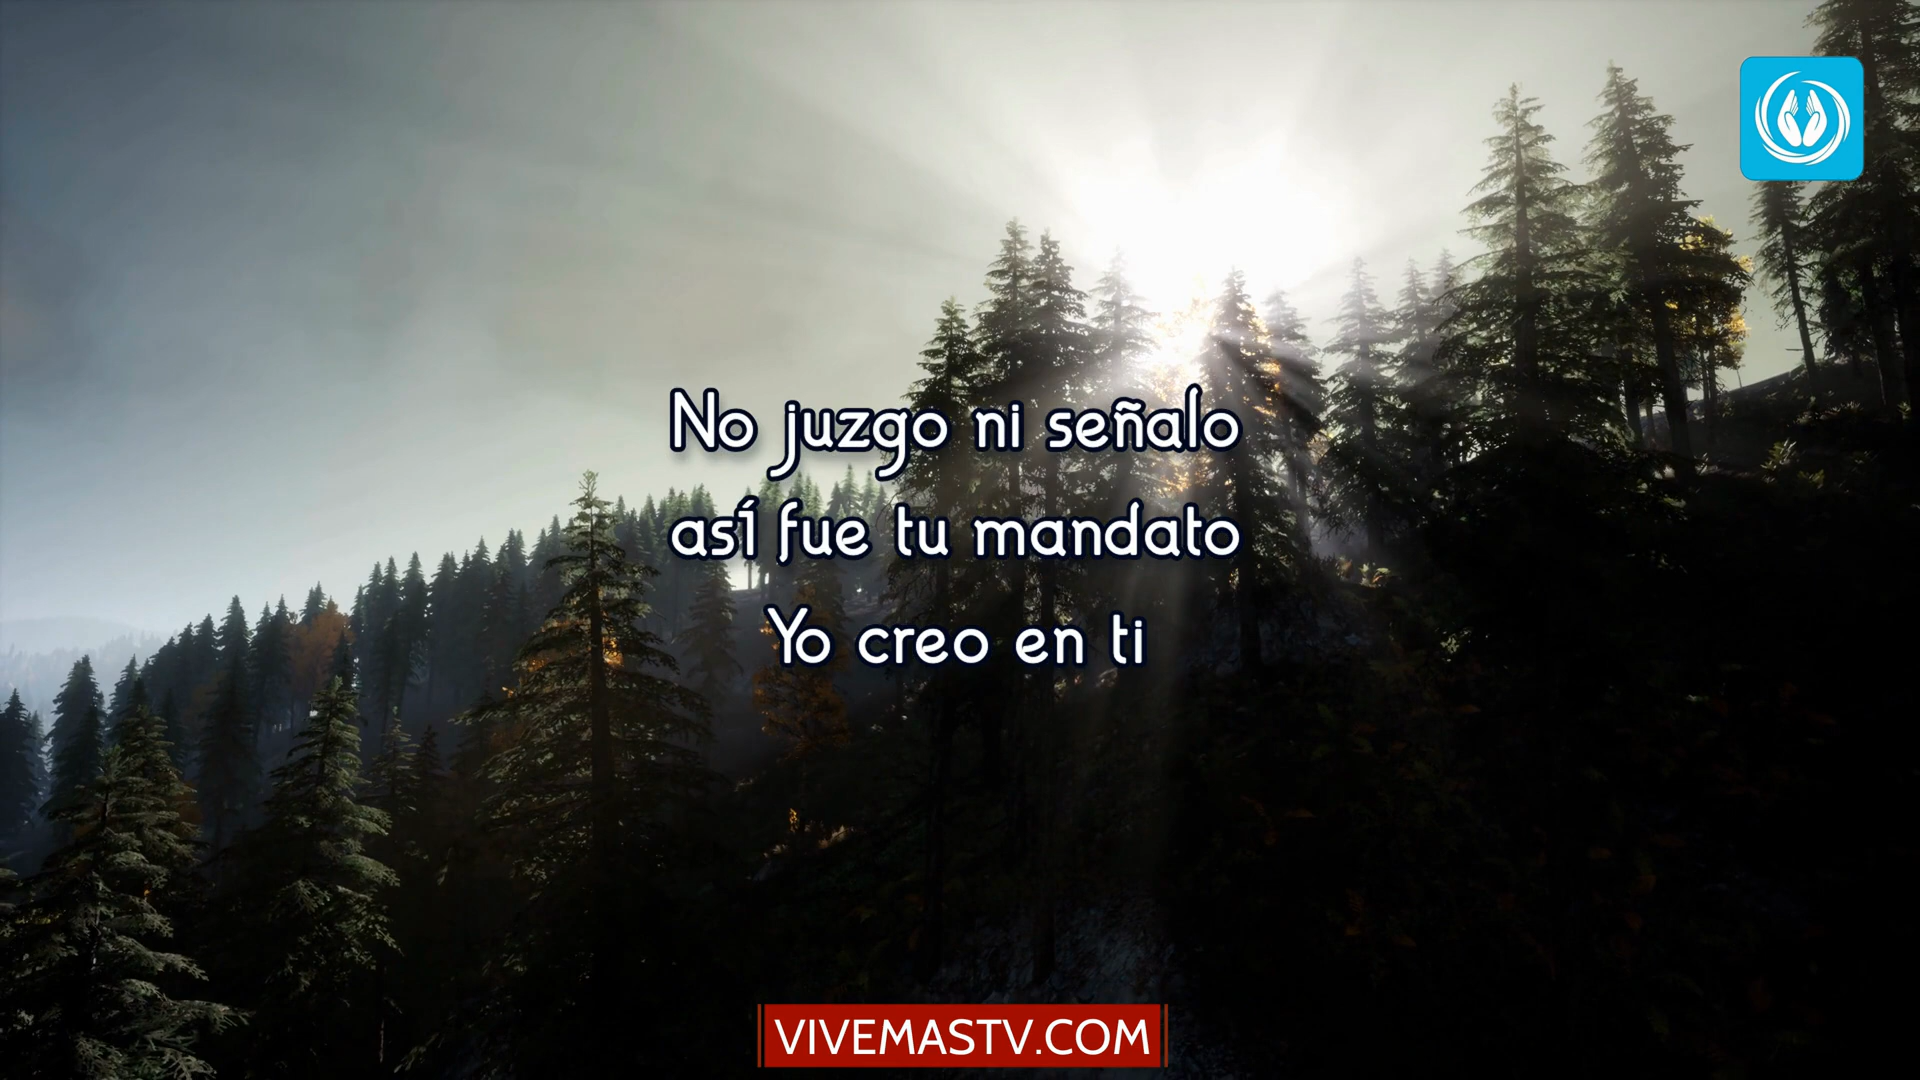 No juzgo ni señalo
así fue tu mandato
Yo creo en ti
VIVEMASTV.COM